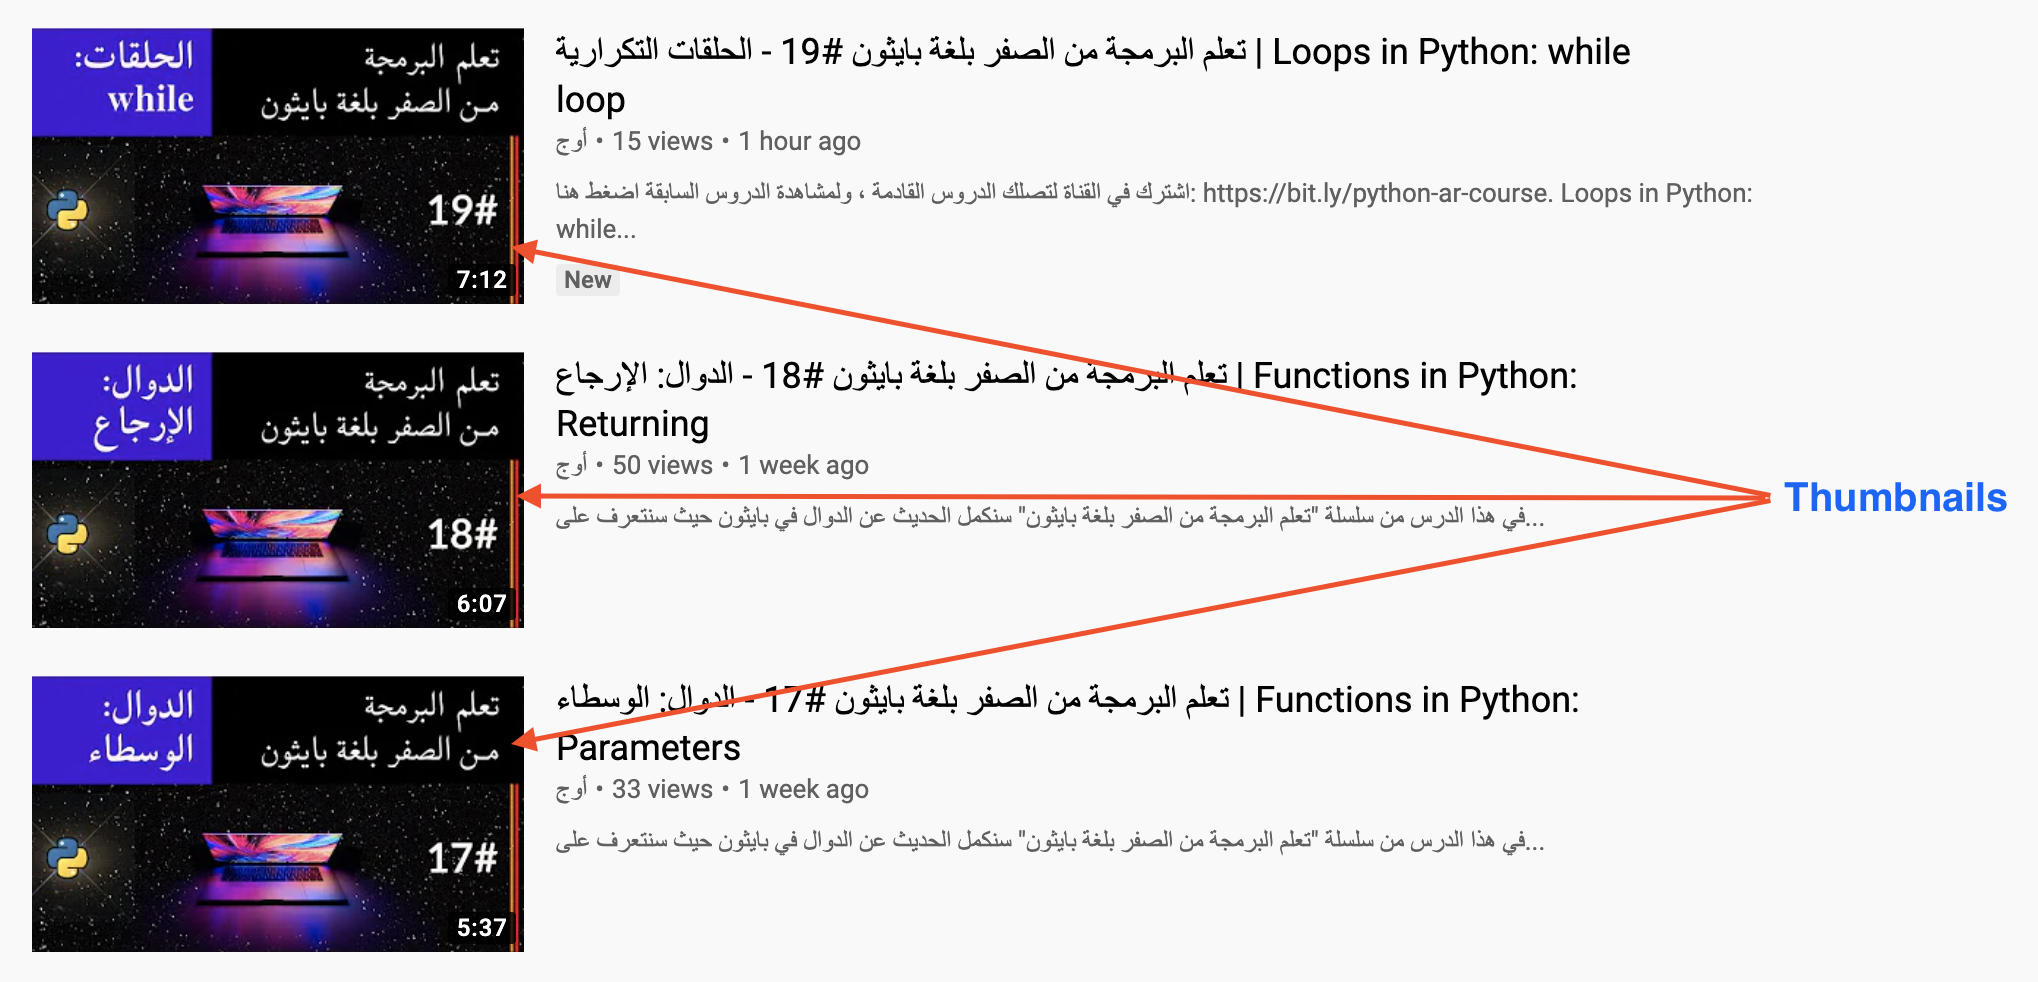 الحلقات:
while
تعلم البرمجة
من الصفر بلغة بايثون
19#
7:12
تعلم البرمجة من الصفر بلغة بايثون #19 - الحلقات التكرارية | Loops in Python: while
loop
أوج • 15 views • 1 hour ago
اشترك في القناة لتصلك الدروس القادمة ، ولمشاهدة الدروس السابقة اضغط هنا: https://bit.ly/python-ar-course. Loops in Python:
while...
New
الدوال:
الإرجاع
تعلم البرمجة
من الصفر بلغة بايثون
18#
6:07
تعلم البرمجة من الصفر بلغة بايثون #18 - الدوال: الإرجاع | Functions in Python:
Returning
أوج • 50 views • 1 week ago
في هذا الدرس من سلسلة "تعلم البرمجة من الصفر بلغة بايثون" سنكمل الحديث عن الدوال في بايثون حيث سنتعرف على...
Thumbnails
الدوال:
الوسطاء
تعلم البرمجة
من الصفر بلغة بايثون
17#
5:37
تعلم البرمجة من الصفر بلغة بايثون #17 - الدوال: الوسطاء | Functions in Python:
Parameters
أوج • 33 views • 1 week ago
في هذا الدرس من سلسلة "تعلم البرمجة من الصفر بلغة بايثون" سنكمل الحديث عن الدوال في بايثون حيث سنتعرف على...